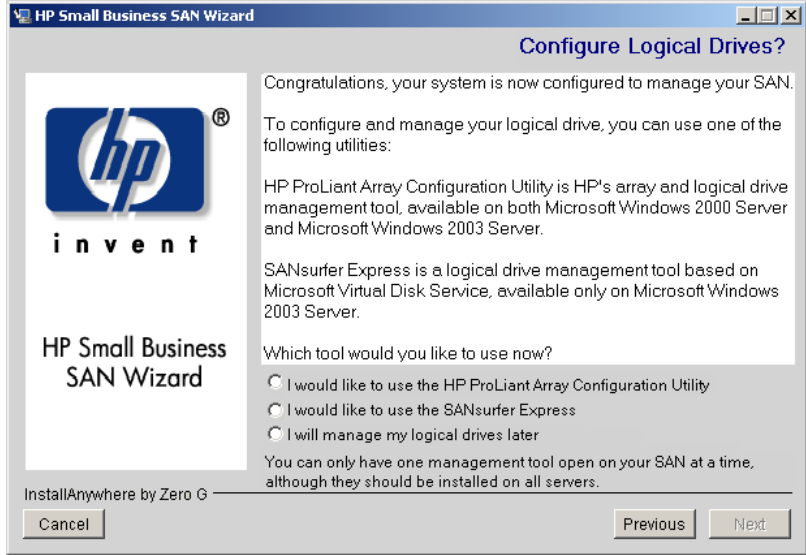 HP Small Business SAN Wizard
Configure Logical Drives?
hp
®
invent
HP Small Business
SAN Wizard
Congratulations, your system is now configured to manage your SAN.
To configure and manage your logical drive, you can use one of the
following utilities:
HP ProLiant Array Configuration Utility is HP's array and logical drive
management tool, available on both Microsoft Windows 2000 Server
and Microsoft Windows 2003 Server.
SANsurfer Express is a logical drive management tool based on
Microsoft Virtual Disk Service, available only on Microsoft Windows
2003 Server.
Which tool would you like to use now?
I would like to use the HP ProLiant Array Configuration Utility
I would like to use the SANsurfer Express
I will manage my logical drives later
You can only have one management tool open on your SAN at a time,
although they should be installed on all servers.
InstallAnywhere by Zero G
Cancel
Previous
Next